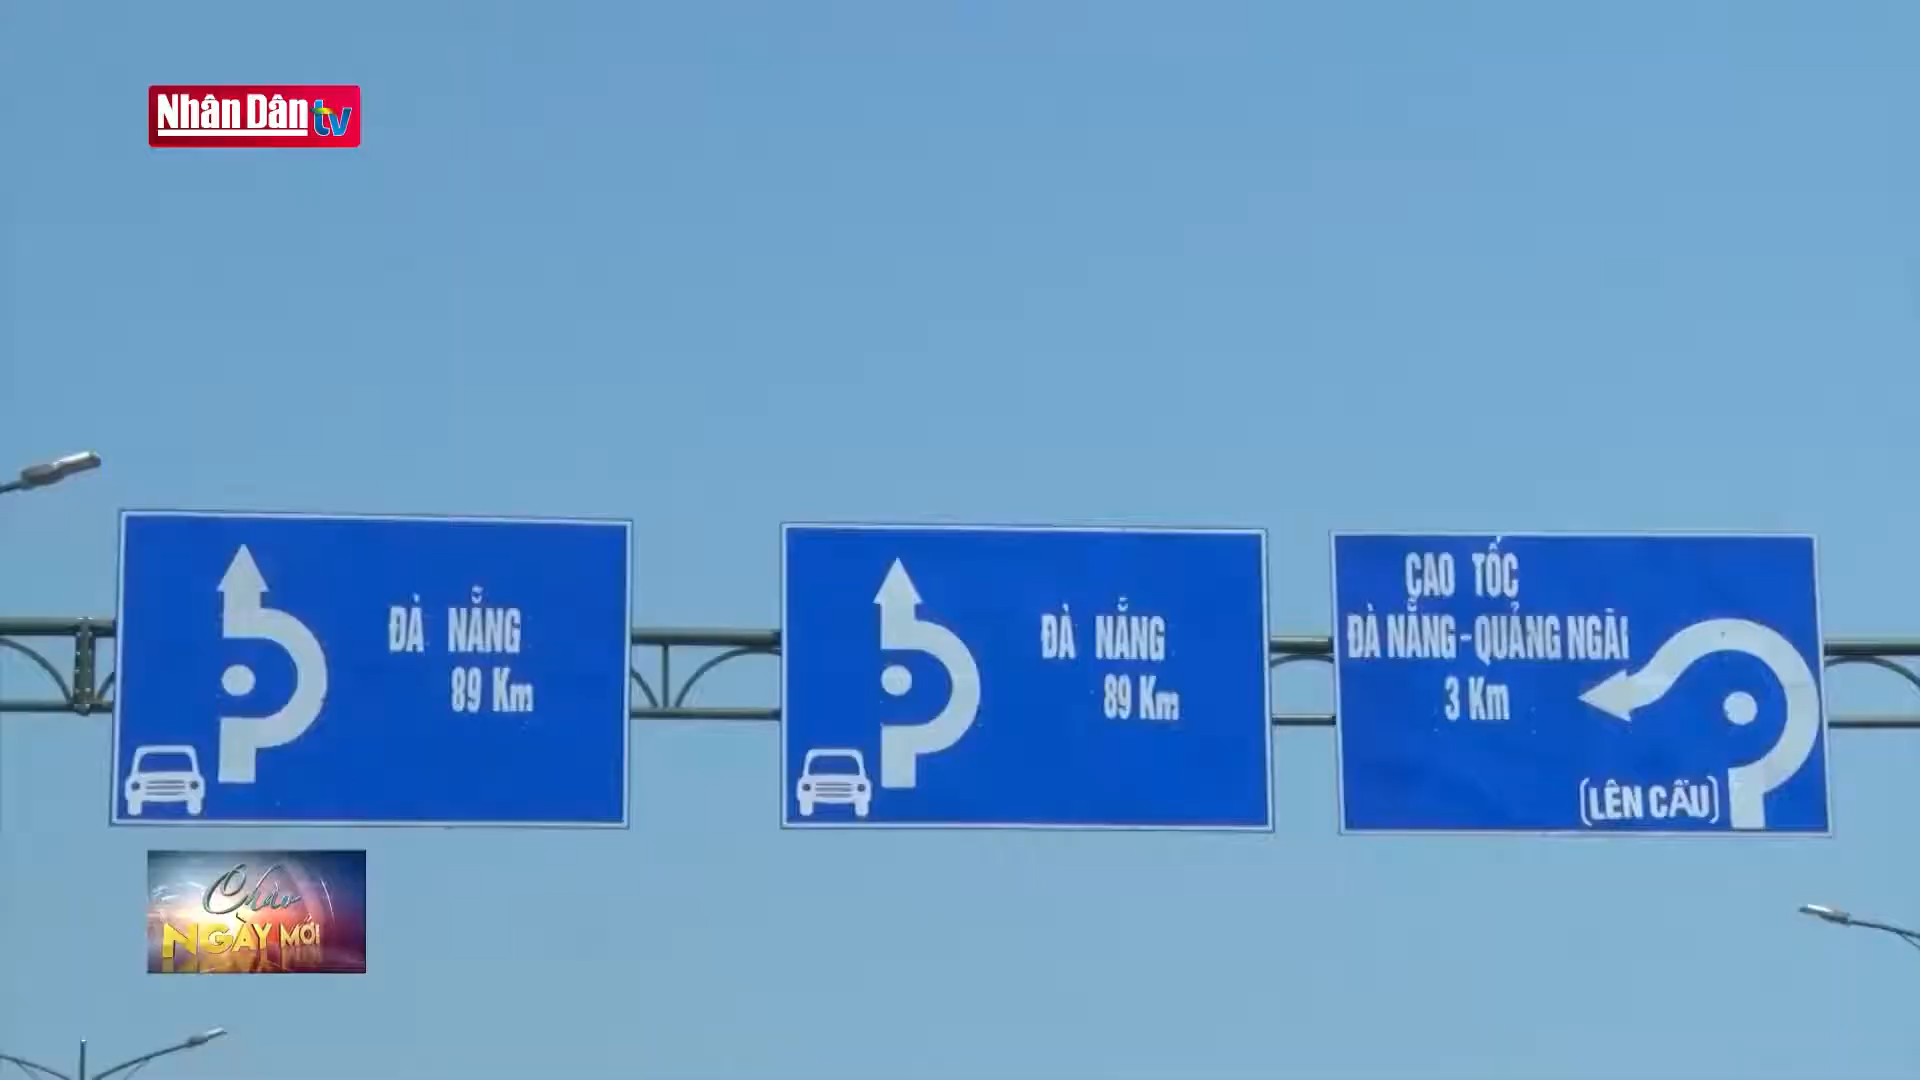 Nhân Dân tv
ĐÀ NẴNG
89 Km
ĐÀ NẴNG
89 Km
CAO TỐC
ĐÀ NẴNG-QUẢNG NGÃI
3 Km
(LÊN CẦU)
Chào
NGÀY MỚI